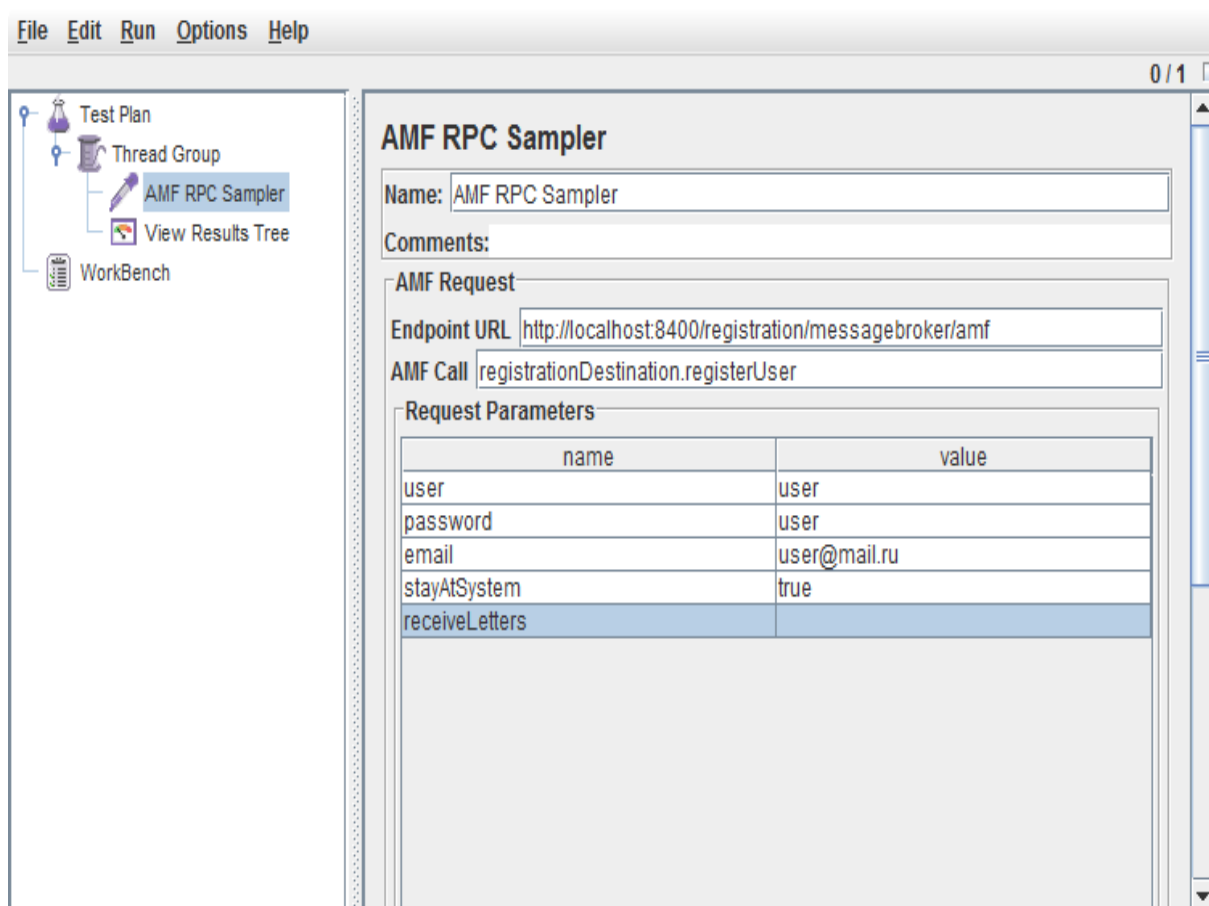 File Edit Run Options Help
0 / 1
Test Plan
Thread Group
AMF RPC Sampler
View Results Tree
WorkBench
AMF RPC Sampler
Name: AMF RPC Sampler
Comments:
AMF Request
Endpoint URL http://localhost:8400/registration/messagebroker/amf
AMF Call registrationDestination.registerUser
Request Parameters
name value
user user
password user
email user@mail.ru
stayAtSystem true
receiveLetters